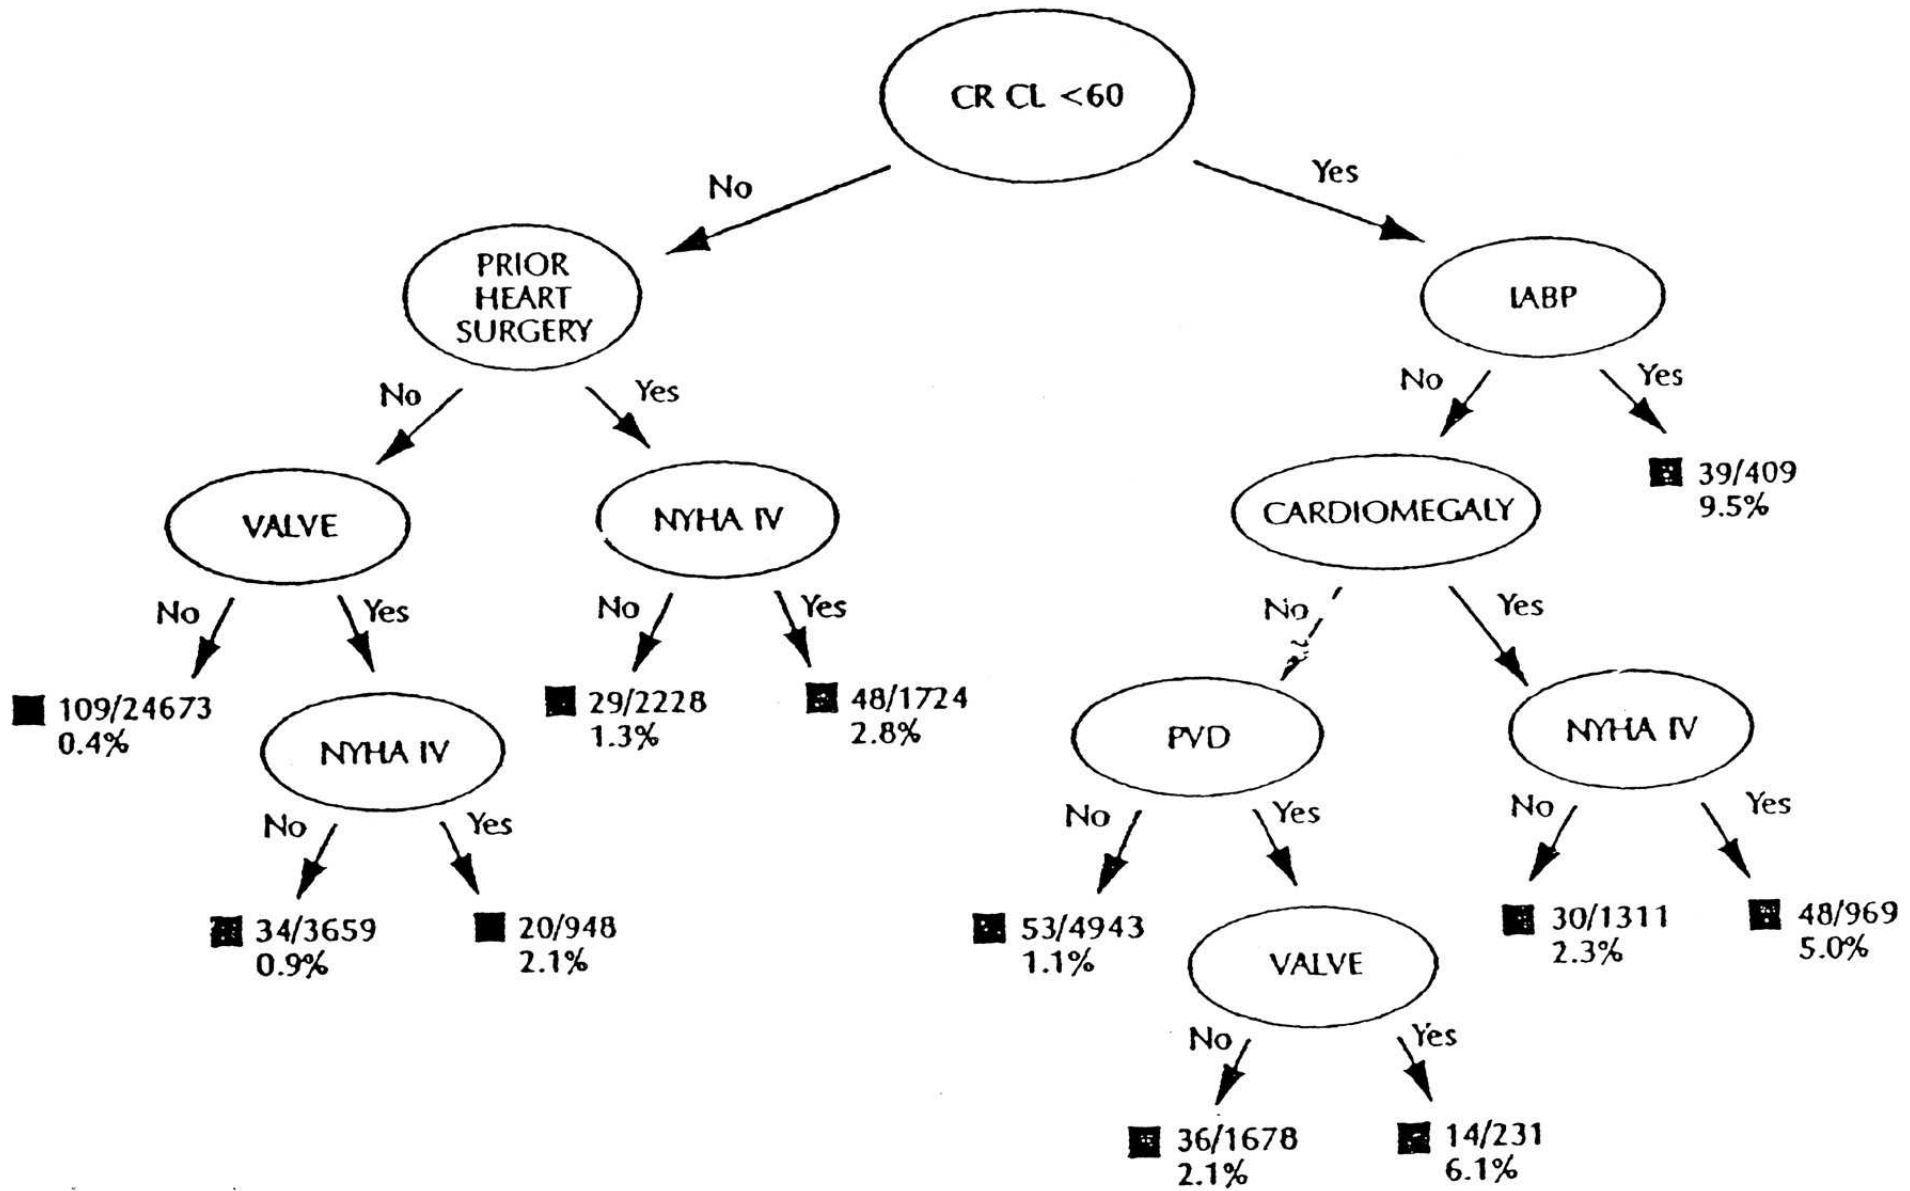 CR CL <60
No
Yes
PRIOR
HEART
SURGERY
IABP
No
Yes
No
Yes
VALVE
NYHA IV
CARDIOMEGALY
39/409
9.5%
No
Yes
No
Yes
No
Yes
109/24673
0.4%
NYHA IV
29/2228
1.3%
48/1724
2.8%
PVD
NYHA IV
No
Yes
No
Yes
No
Yes
34/3659
0.9%
20/948
2.1%
53/4943
1.1%
VALVE
30/1311
2.3%
48/969
5.0%
No
Yes
36/1678
2.1%
14/231
6.1%